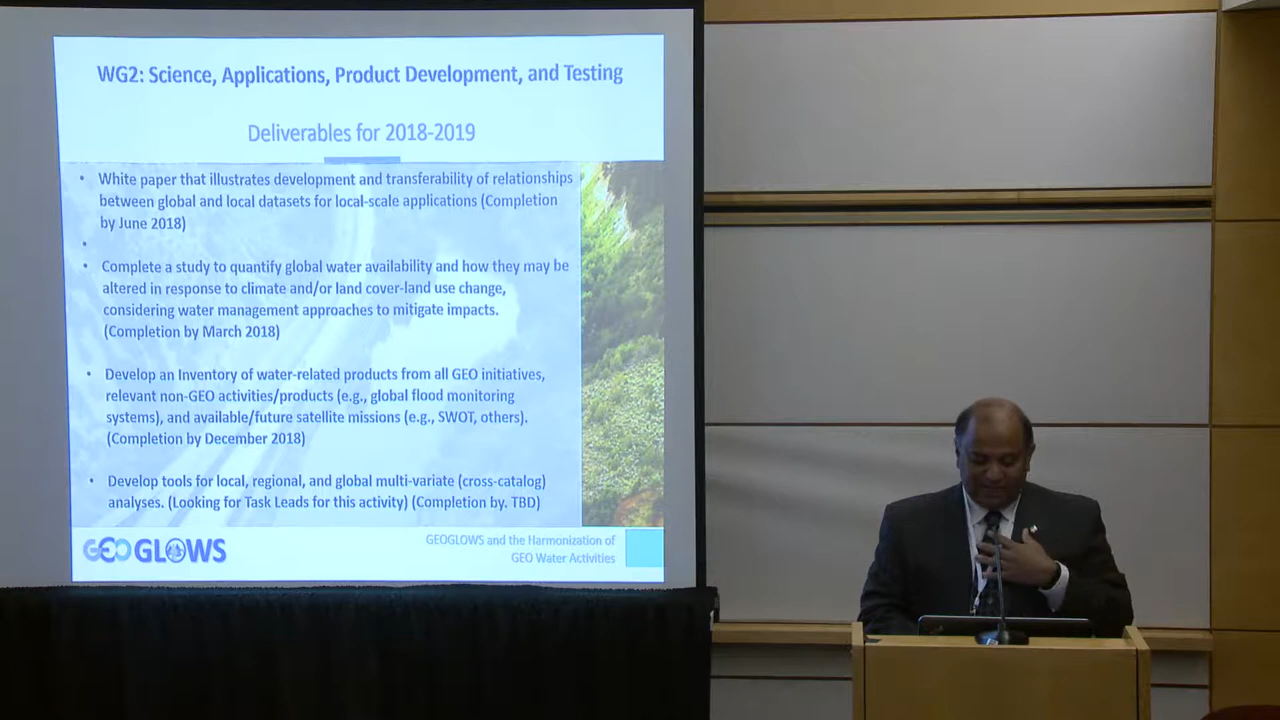 WG2: Science, Applications, Product Development, and Testing
Deliverables for 2018-2019
• White paper that illustrates development and transferability of relationships
between global and local datasets for local-scale applications (Completion
by June 2018)
•
• Complete a study to quantify global water availability and how they may be
altered in response to climate and/or land cover-land use change,
considering water management approaches to mitigate impacts.
(Completion by March 2018)
• Develop an Inventory of water-related products from all GEO initiatives,
relevant non-GEO activities/products (e.g., global flood monitoring
systems), and available/future satellite missions (e.g., SWOT, others).
(Completion by December 2018)
• Develop tools for local, regional, and global multi-variate (cross-catalog)
analyses. (Looking for Task Leads for this activity) (Completion by. TBD)
GEOGLOWS
GEOGLOWS and the Harmonization of
GEO Water Activities